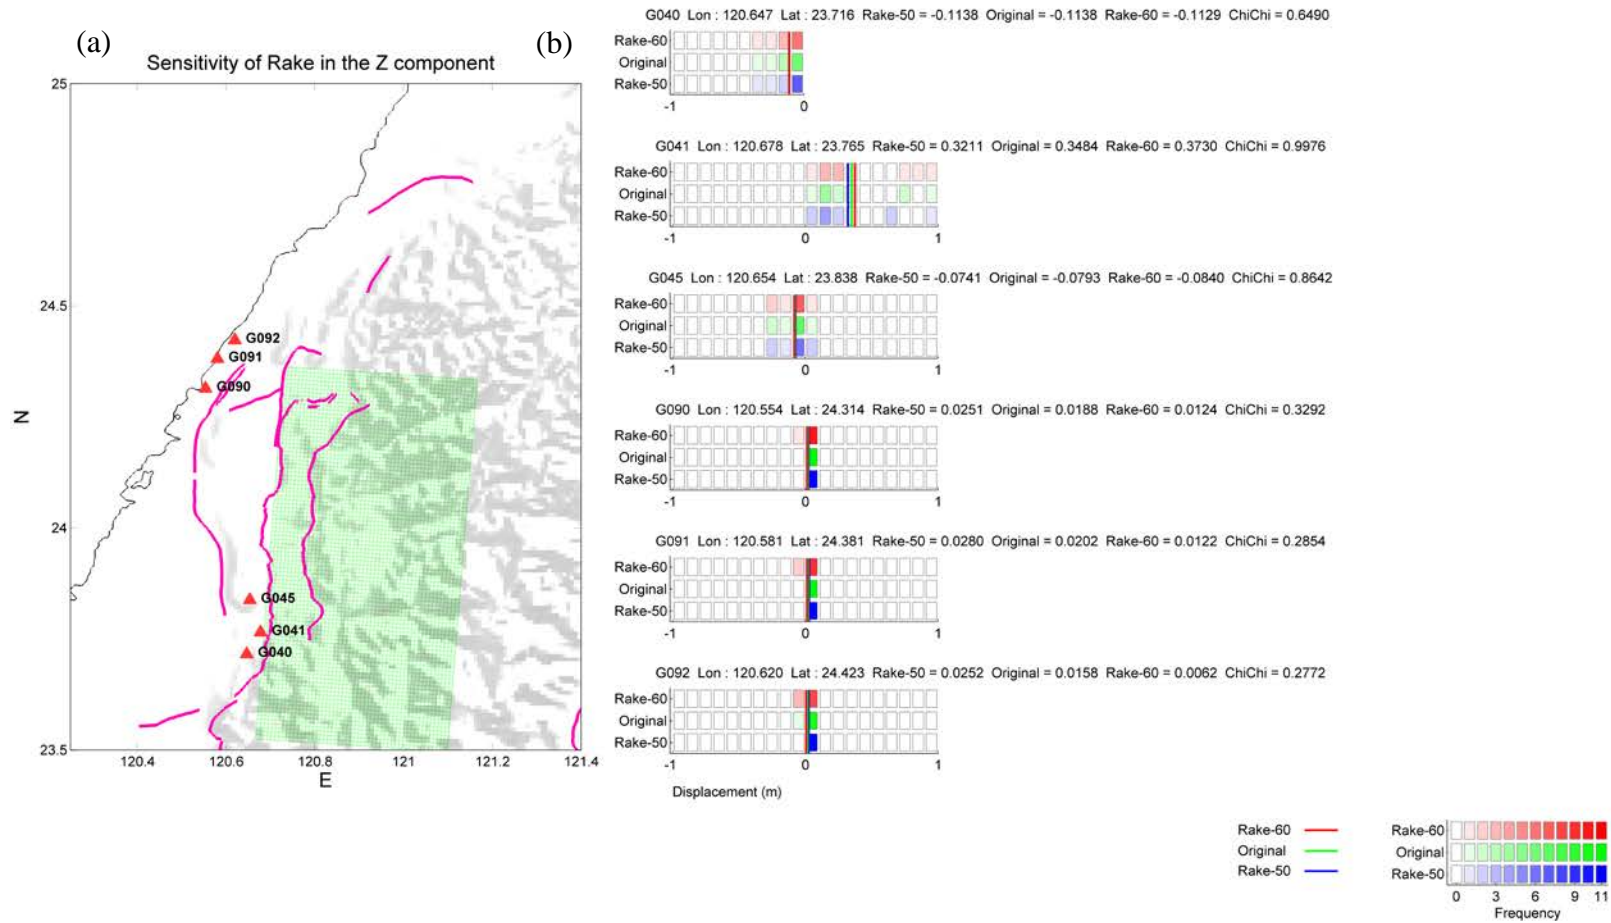 (a)
Sensitivity of Rake in the Z component
25
24.5
24
23.5
N
120.4 120.6 120.8 121 121.2 121.4
E
G092
G091
G090
G045
G041
G040
(b)
G040 Lon : 120.647 Lat : 23.716 Rake-50 = -0.1138 Original = -0.1138 Rake-60 = -0.1129 ChiChi = 0.6490
Rake-60
Original
Rake-50
-1 0
G041 Lon : 120.678 Lat : 23.765 Rake-50 = 0.3211 Original = 0.3484 Rake-60 = 0.3730 ChiChi = 0.9976
Rake-60
Original
Rake-50
-1 0 1
G045 Lon : 120.654 Lat : 23.838 Rake-50 = -0.0741 Original = -0.0793 Rake-60 = -0.0840 ChiChi = 0.8642
Rake-60
Original
Rake-50
-1 0 1
G090 Lon : 120.554 Lat : 24.314 Rake-50 = 0.0251 Original = 0.0188 Rake-60 = 0.0124 ChiChi = 0.3292
Rake-60
Original
Rake-50
-1 0 1
G091 Lon : 120.581 Lat : 24.381 Rake-50 = 0.0280 Original = 0.0202 Rake-60 = 0.0122 ChiChi = 0.2854
Rake-60
Original
Rake-50
-1 0 1
G092 Lon : 120.620 Lat : 24.423 Rake-50 = 0.0252 Original = 0.0158 Rake-60 = 0.0062 ChiChi = 0.2772
Rake-60
Original
Rake-50
-1 0 1
Displacement (m)
Rake-60
Original
Rake-50
Rake-60
Original
Rake-50
0 3 6 9 11
Frequency